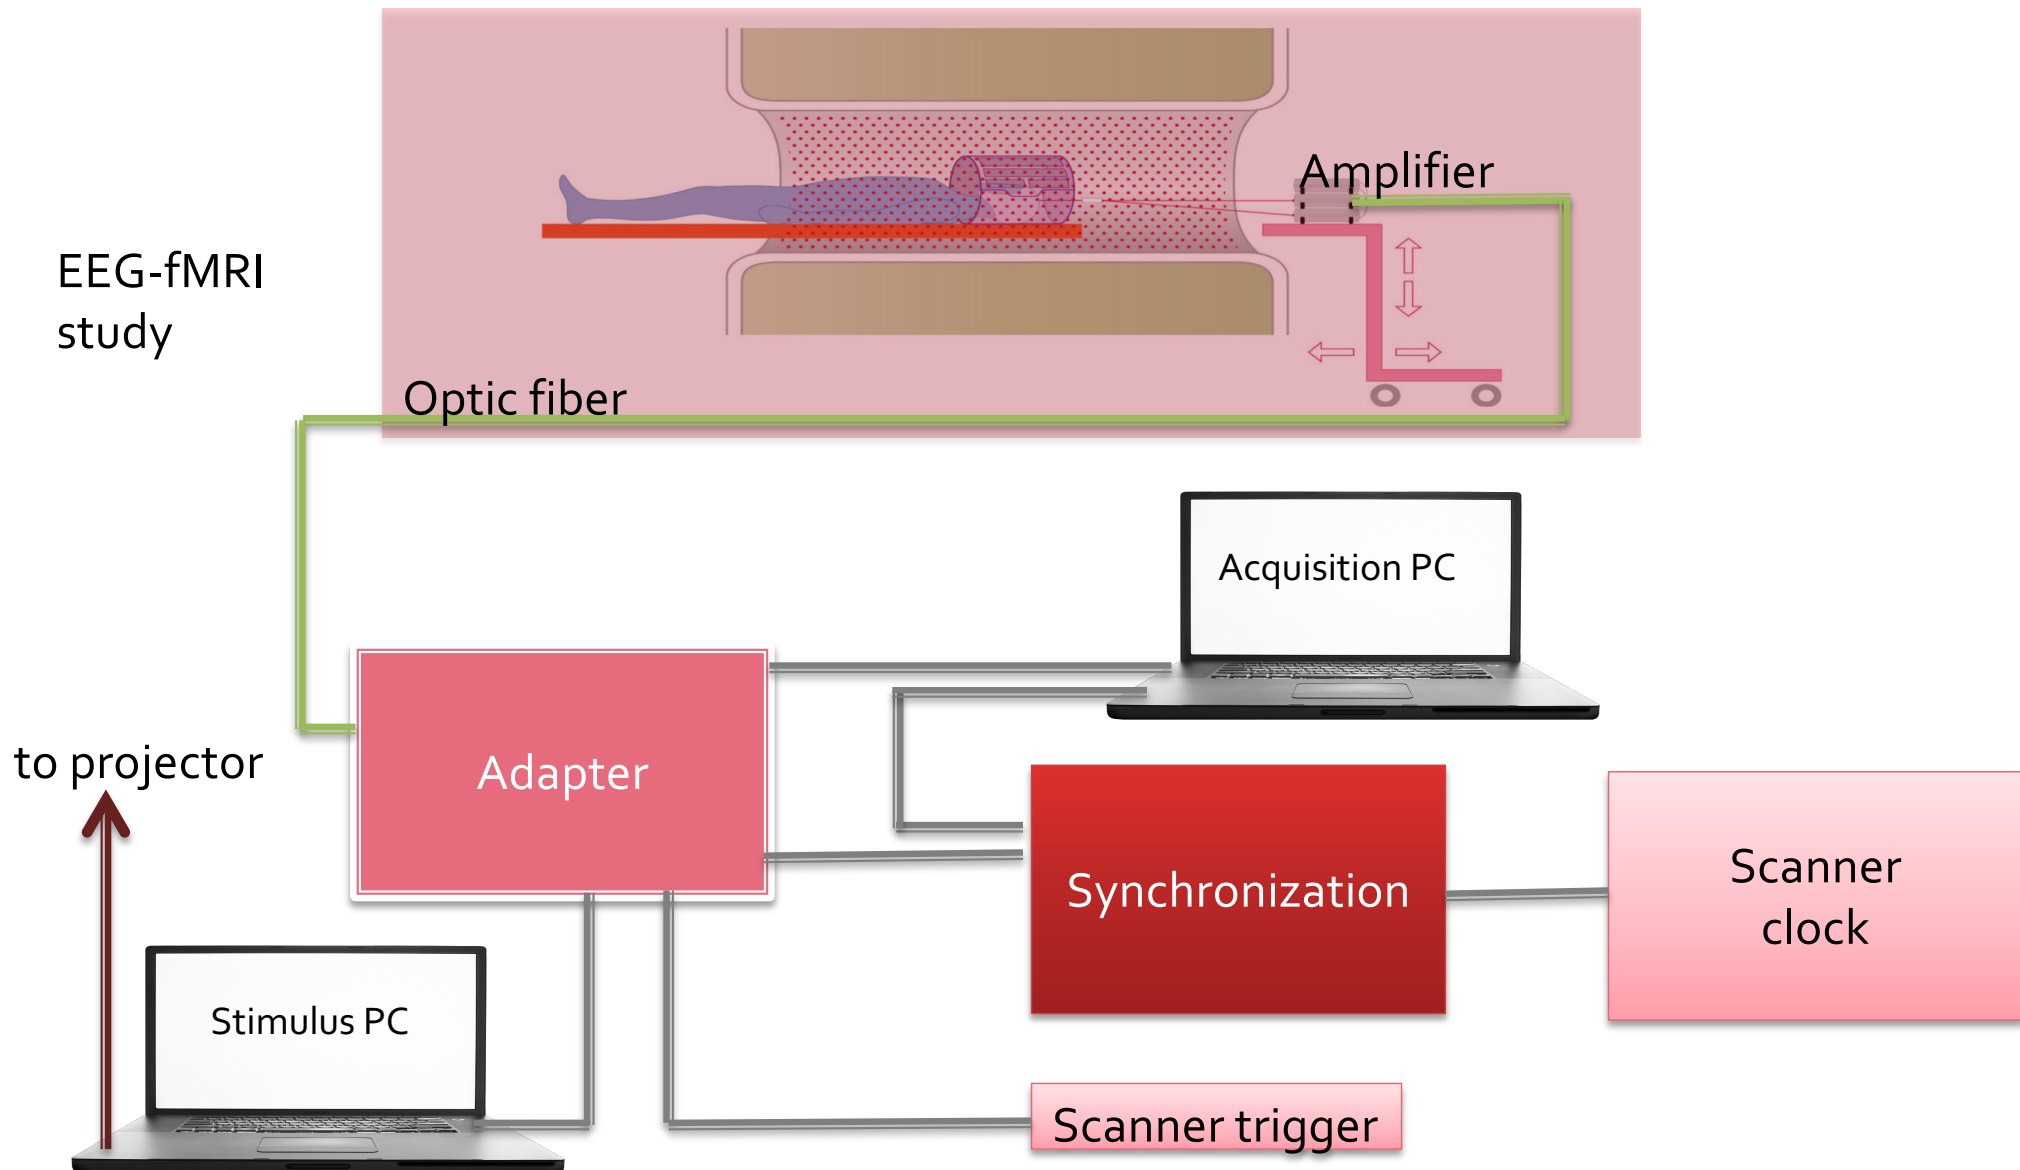 Amplifier
EEG-fMRI
study
Optic fiber
Acquisition PC
to projector
Adapter
Synchronization
Scanner
clock
Stimulus PC
Scanner trigger